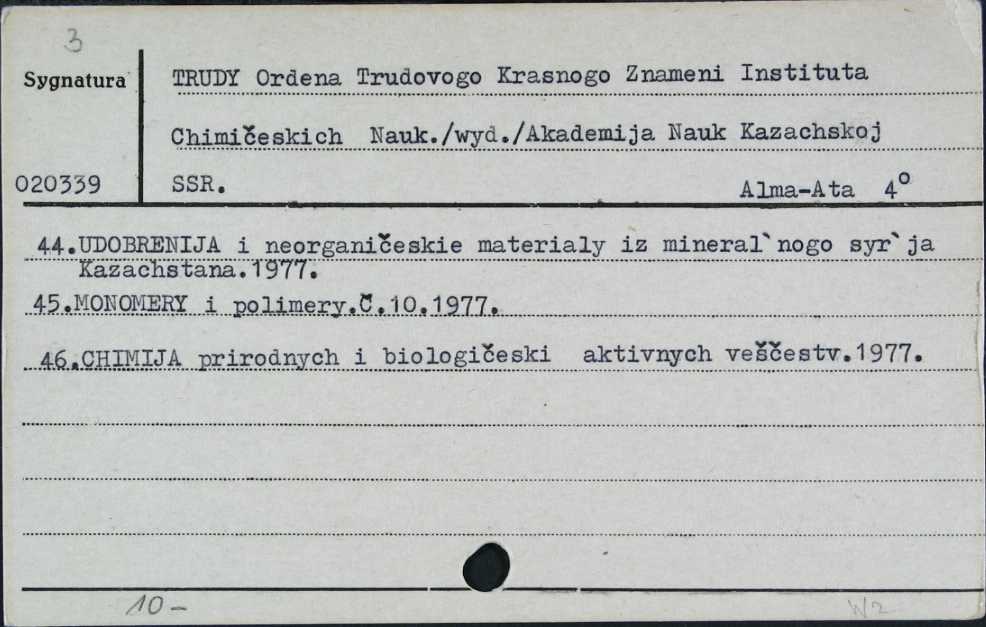 3
Sygnatura
TRUDY Ordena Trudovogo Krasnogo Znameni Instituta
Chimičeskich Nauk./wyd./Akademija Nauk Kazachskoj
020339
SSR.
Alma-Ata 4°
44.UDOBRENIJA i neorganičeskie materialy iz mineral`nogo syr`ja
Kazachstana.1977.
45.MONOMERY i polimery.Č.10.1977.
46.CHIMIJA prirodnych i biologičeski aktivnych veščestv.1977.
10-
W2